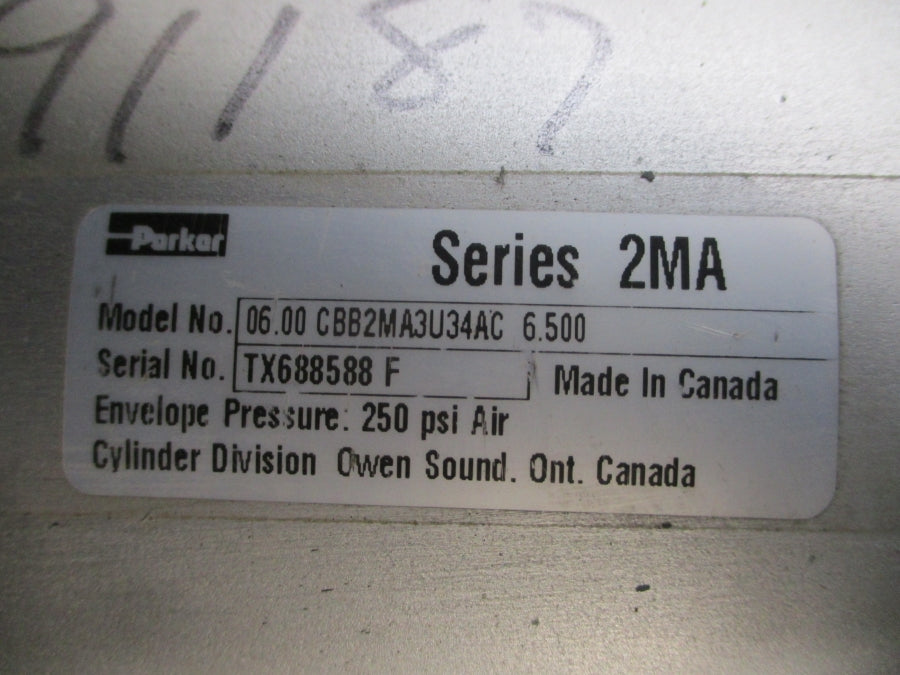 91187
Parker
Series 2MA
Model No. 06.00 CBB2MA3U34AC 6.500
Serial No. TX688588 F
Made In Canada
Envelope Pressure: 250 psi Air
Cylinder Division Owen Sound. Ont. Canada